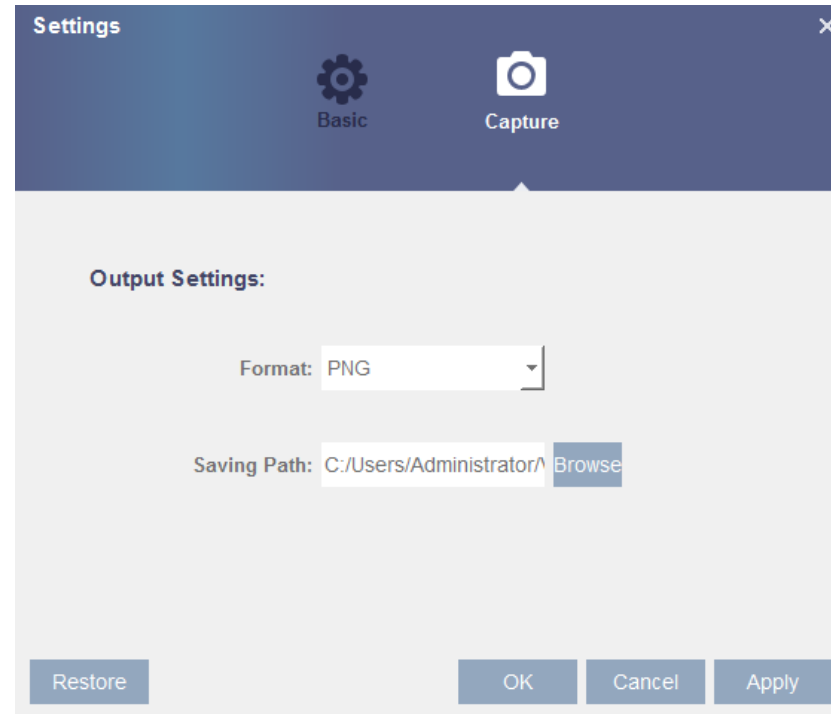 Settings
Basic
Capture
Output Settings:
Format: PNG
Saving Path: C:/Users/Administrator/ Browse
Restore OK Cancel Apply